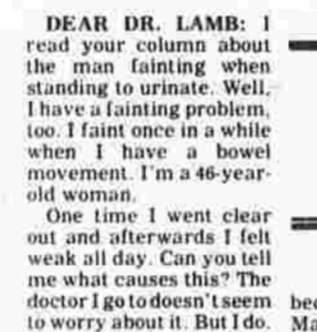 DEAR DR. LAMB: I
read your column about
the man fainting when
standing to urinate. Well,
I have a fainting problem,
too. I faint once in a while
when I have a bowel
movement. I'm a 46-year-
old woman.
One time I went clear
out and afterwards I felt
weak all day. Can you tell
me what causes this? The
doctor I go to doesn't seem
to worry about it. But I do.
bec
Ma